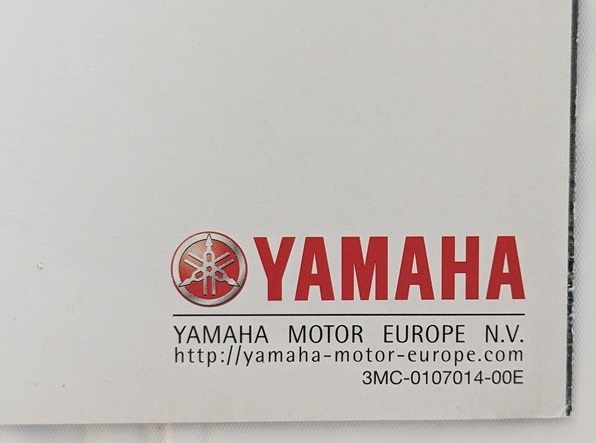 YAMAHA
YAMAHA MOTOR EUROPE N.V.
http://yamaha-motor-europe.com
3MC-0107014-00E